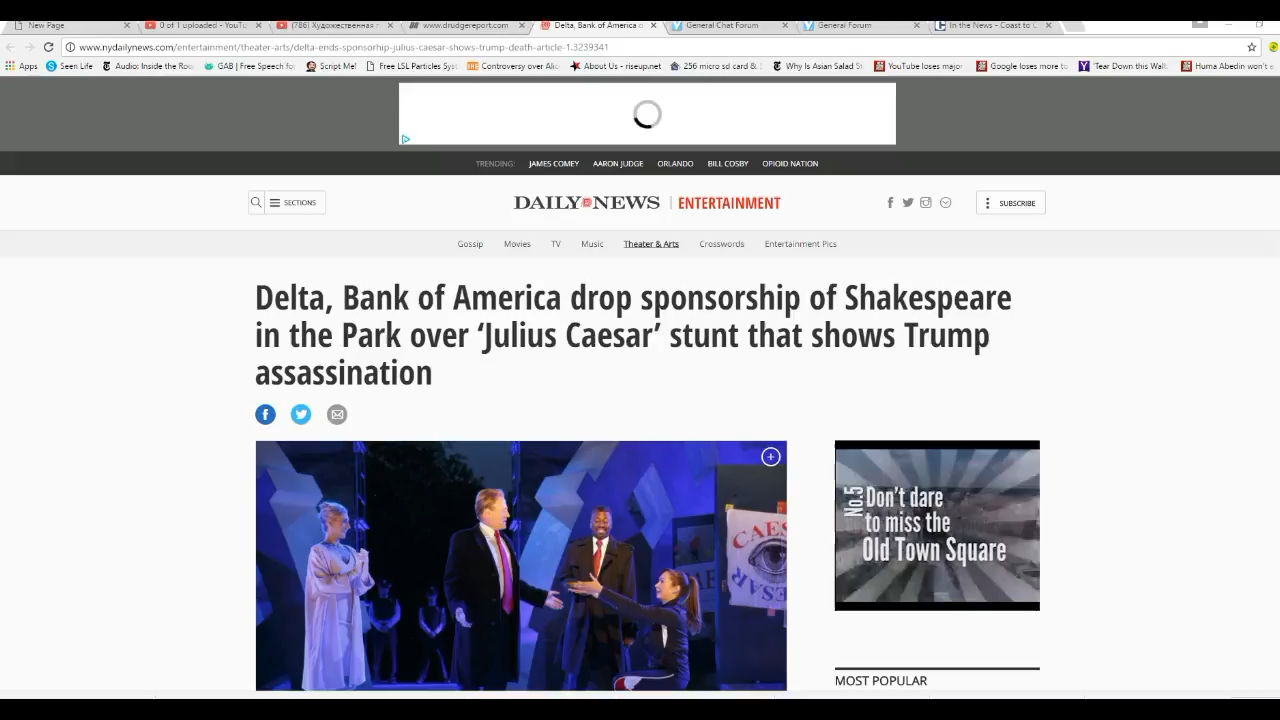 New Page
0 of 1 uploaded - YouTu
(786) Художественная г
www.drudgereport.com
Delta, Bank of America d
General Chat Forum
General Forum
In the News - Coast to C
www.nydailynews.com/entertainment/theater-arts/delta-ends-sponsorship-julius-caesar-shows-trump-death-article-1.3239341
Apps
Seen Life
Audio: Inside the Rou
GAB | Free Speech fo
Script Me!
Free LSL Particles Syst
Controversy over Alic
About Us - riseup.net
256 micro sd card &
Why Is Asian Salad St
YouTube loses major
Google loses more to
'Tear Down this Wall
Huma Abedin won't e
TRENDING:
JAMES COMEY
AARON JUDGE
ORLANDO
BILL COSBY
OPIOID NATION
SECTIONS
DAILY NEWS
ENTERTAINMENT
SUBSCRIBE
Gossip
Movies
TV
Music
Theater & Arts
Crosswords
Entertainment Pics
Delta, Bank of America drop sponsorship of Shakespeare
in the Park over ‘Julius Caesar’ stunt that shows Trump
assassination
CAES
CAESAR
No.5
Don't dare
to miss the
Old Town Square
MOST POPULAR